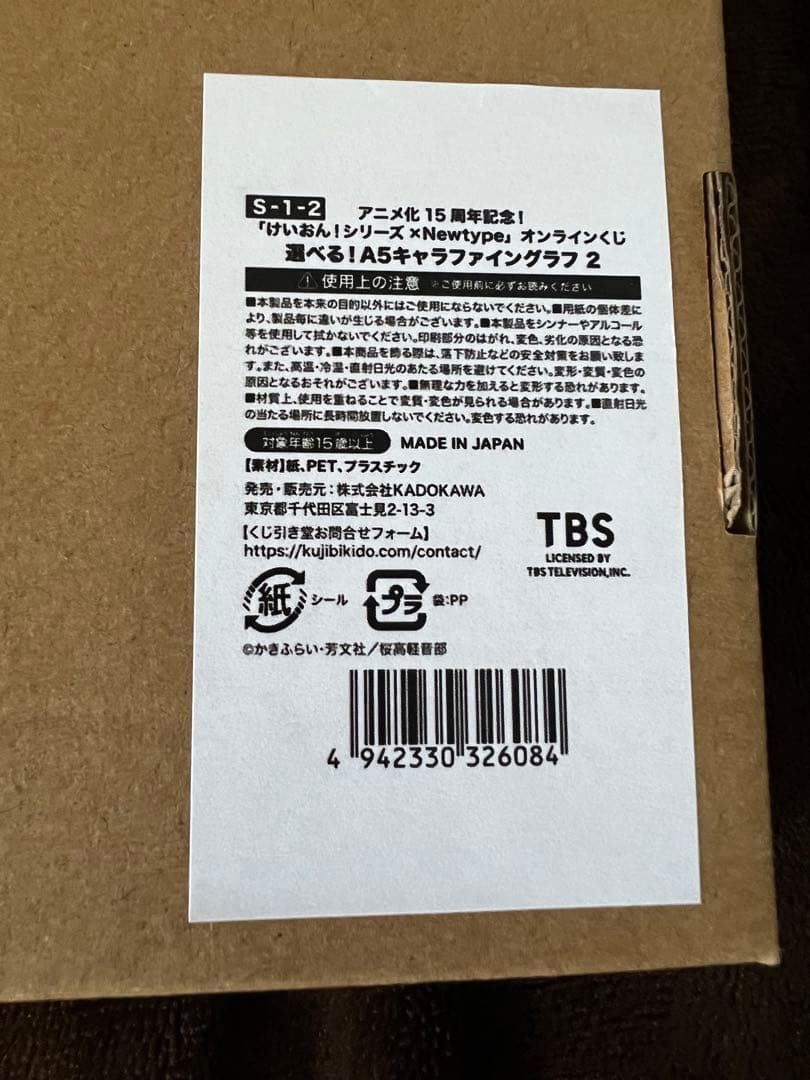 S-1-2 アニメ化15周年記念!
「けいおん!シリーズ×Newtype」オンラインくじ
選べる!A5キャラファイングラフ 2
⚠使用上の注意 ※ご使用前に必ずお読みください
■本製品を本来の目的以外にはご使用にならないでください。■用紙の個体差に
より、製品毎に違いが生じる場合がございます。■本製品をシンナーやアルコール
等を使用して拭かないでください。印刷部分のはがれ、変色、劣化の原因となる恐
れがございます。■本商品を飾る際は、落下防止などの安全対策をお願い致しま
す。また、高温・冷温・直射日光のあたる場所を避けてください。変形・変質・変色の
原因となるおそれがございます。■無理な力を加えると変形する恐れがあります。
■材質上、使用を重ねることで変質・変色が見られる場合があります。■直射日光
の当たる場所に長時間放置しないでください。変色する恐れがあります。
対象年齢15歳以上 MADE IN JAPAN
【素材】紙、PET、プラスチック
発売・販売元:株式会社KADOKAWA
東京都千代田区富士見2-13-3
【くじ引き堂お問合せフォーム】
https://kujibikido.com/contact/
TBS
LICENSED BY
TBS TELEVISION,INC.
紙 シール プラ 袋:PP
©かきふらい・芳文社/桜高軽音部
4 942330 326084